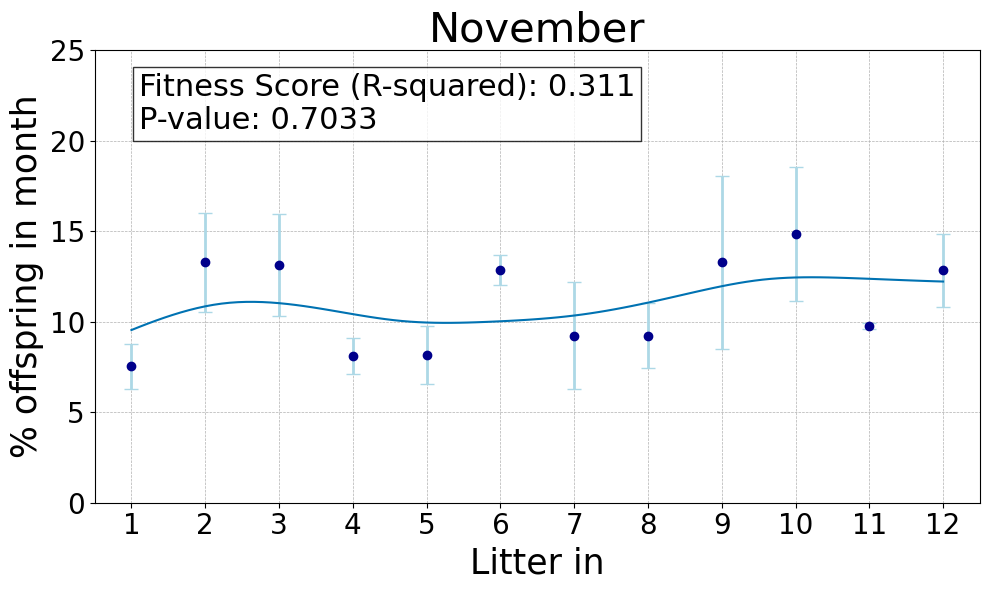 November
Fitness Score (R-squared): 0.311
P-value: 0.7033
% offspring in month
25
20
15
10
5
0
1 2 3 4 5 6 7 8 9 10 11 12
Litter in